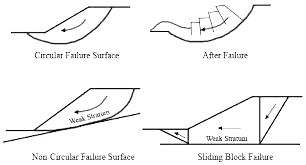 Circular Failure Surface
After Failure
Weak Stratum
Weak Stratum
Non-Circular Failure Surface
Sliding Block Failure